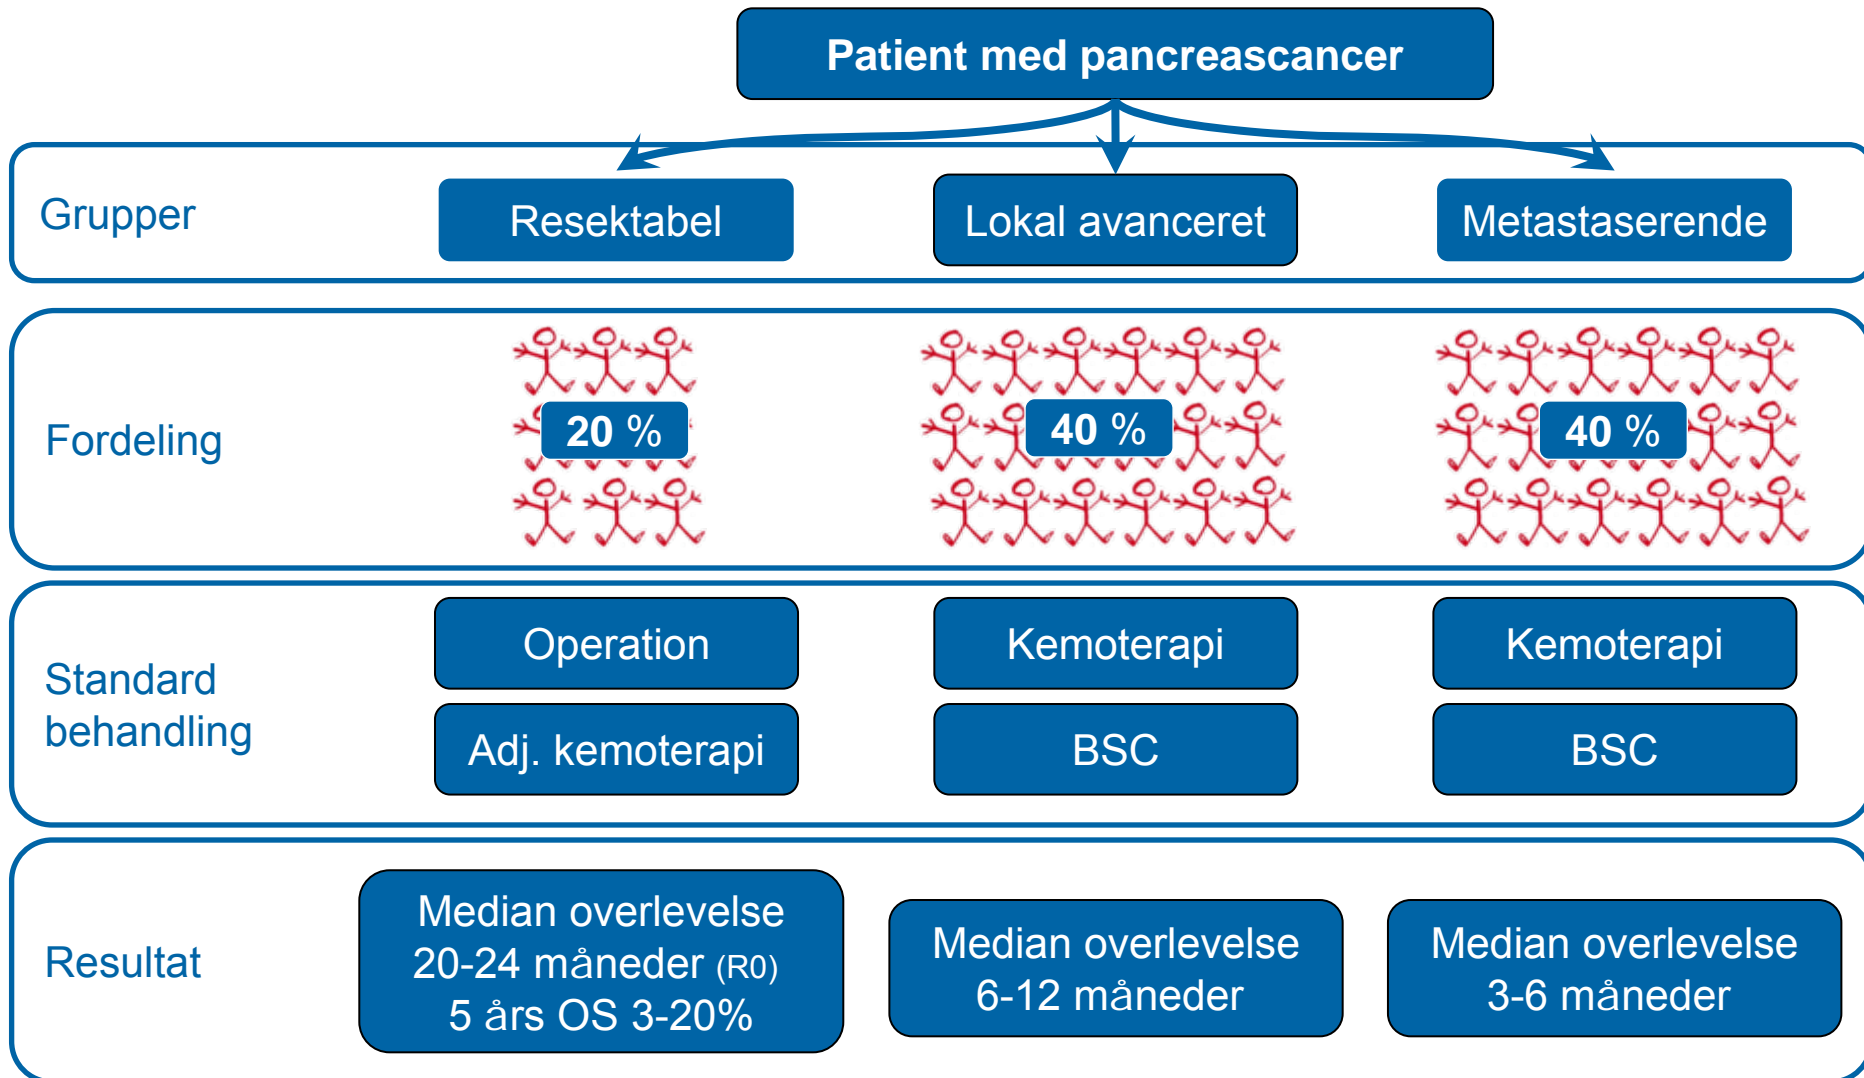 Patient med pancreascancer
Grupper
Resektabel
Lokal avanceret
Metastaserende
Fordeling
20 %
40 %
40 %
Standard
behandling
Operation
Kemoterapi
Kemoterapi
Adj. kemoterapi
BSC
BSC
Resultat
Median overlevelse
20-24 måneder (R0)
5 års OS 3-20%
Median overlevelse
6-12 måneder
Median overlevelse
3-6 måneder